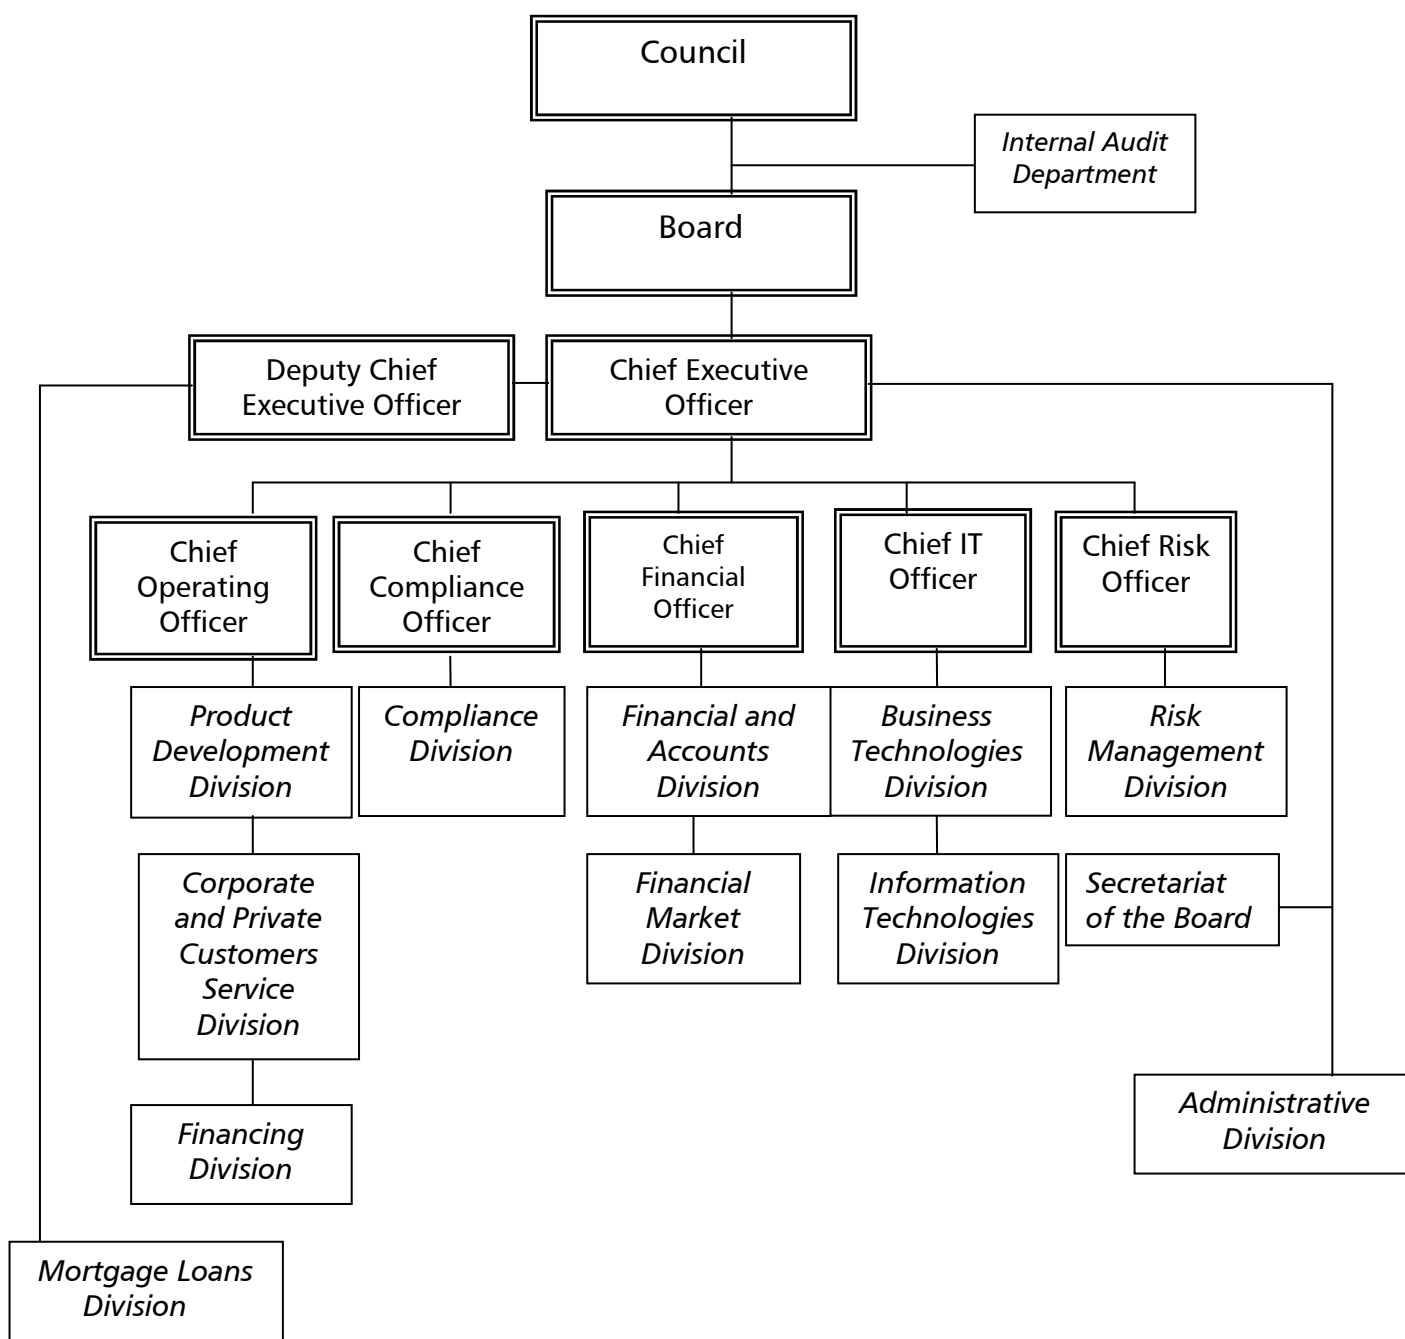 Council
Internal Audit
Department
Board
Deputy Chief
Executive Officer
Chief Executive
Officer
Chief
Operating
Officer
Chief
Compliance
Officer
Chief
Financial
Officer
Chief IT
Officer
Chief Risk
Officer
Product
Development
Division
Compliance
Division
Financial and
Accounts
Division
Business
Technologies
Division
Risk
Management
Division
Corporate
and Private
Customers
Service
Division
Financial
Market
Division
Information
Technologies
Division
Secretariat
of the Board
Financing
Division
Administrative
Division
Mortgage Loans
Division